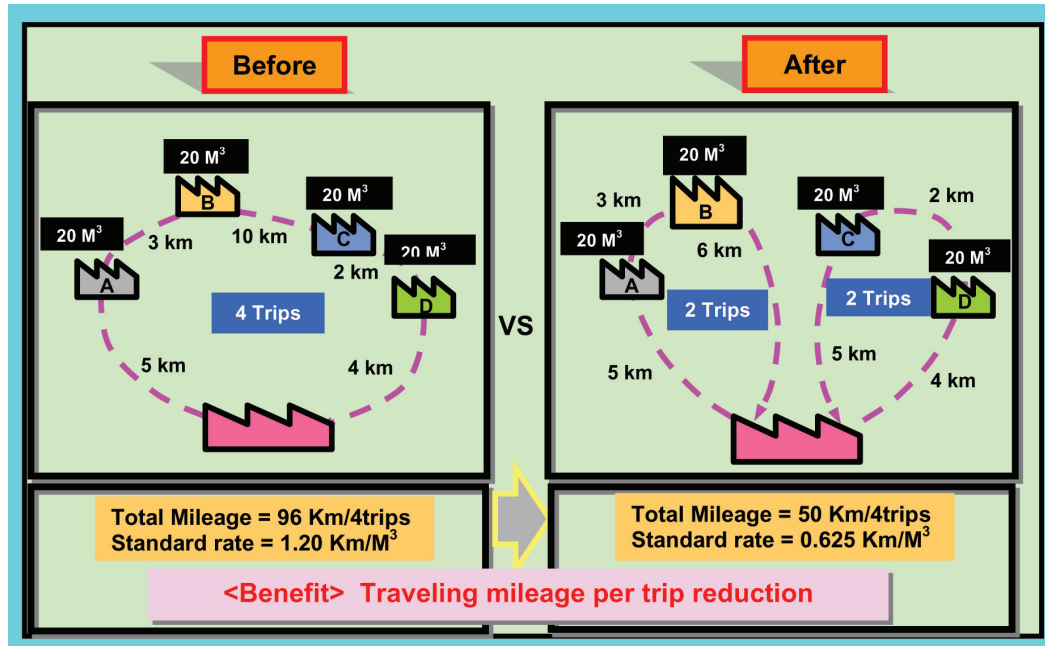 Before
After
20 M³
B
20 M³
C
20 M³
A
20 M³
D
3 km
10 km
2 km
4 Trips
5 km
4 km
VS
20 M³
B
20 M³
C
20 M³
A
20 M³
D
3 km
6 km
2 km
2 Trips
2 Trips
5 km
5 km
4 km
Total Mileage = 96 Km/4trips
Standard rate = 1.20 Km/M³
Total Mileage = 50 Km/4trips
Standard rate = 0.625 Km/M³
<Benefit> Traveling mileage per trip reduction